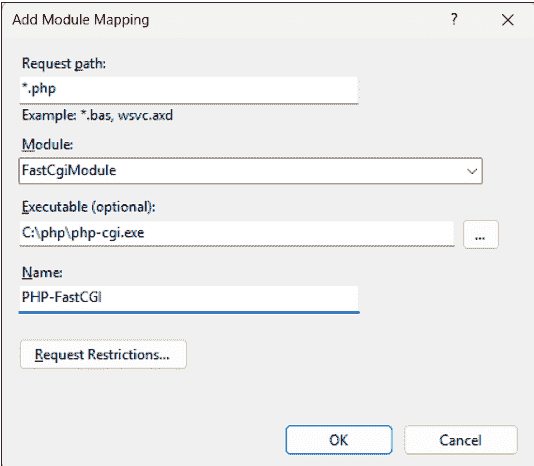 Add Module Mapping
?
Request path:
*.php
Example: *.bas, wsvc.axd
Module:
FastCgiModule
Executable (optional):
C:\php\php-cgi.exe
...
Name:
PHP-FastCGI
Request Restrictions...
OK
Cancel